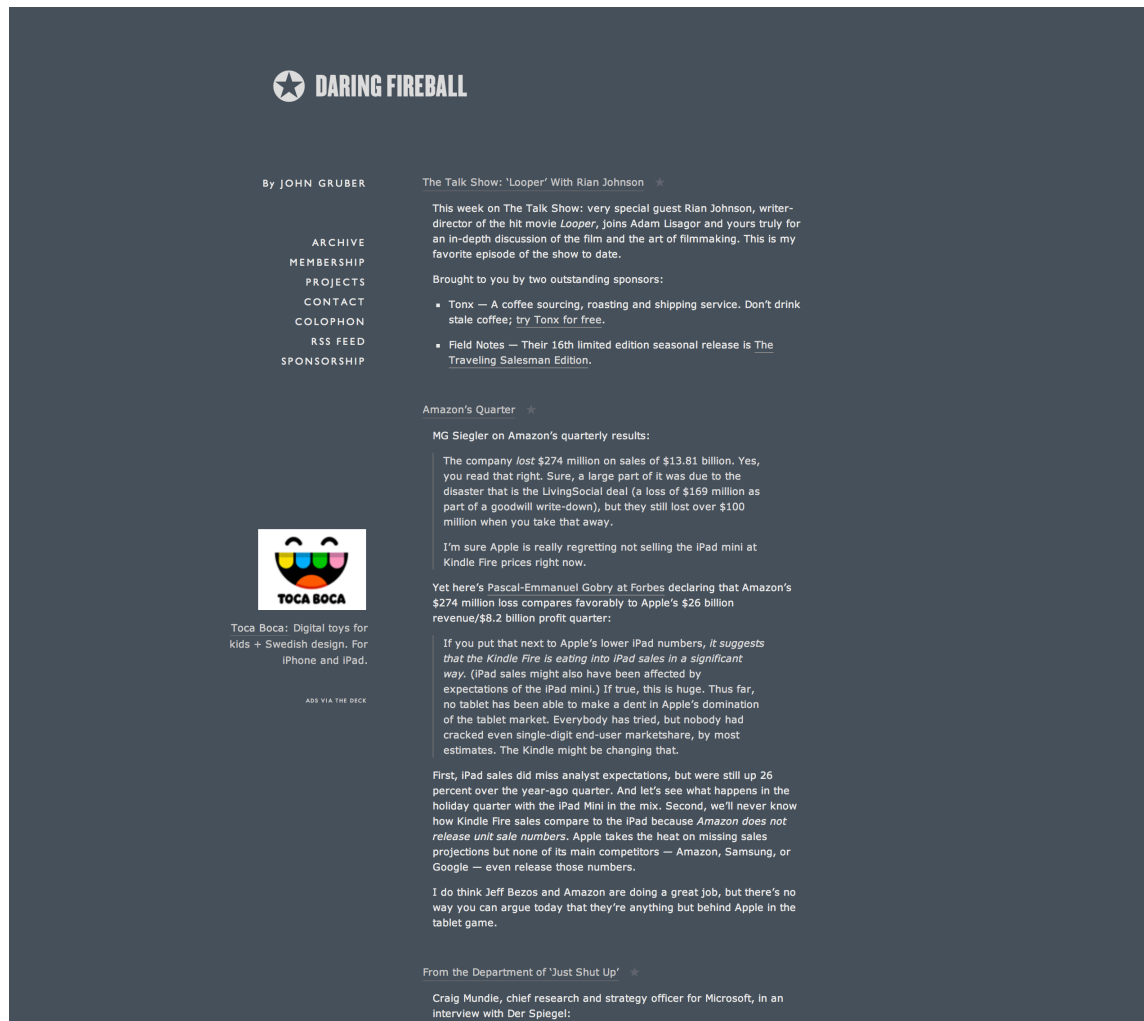 DARING FIREBALL
By JOHN GRUBER
ARCHIVE
MEMBERSHIP
PROJECTS
CONTACT
COLOPHON
RSS FEED
SPONSORSHIP
TOCA BOCA
Toca Boca: Digital toys for
kids + Swedish design. For
iPhone and iPad.
ADS VIA THE DECK
The Talk Show: ‘Looper’ With Rian Johnson ★
This week on The Talk Show: very special guest Rian Johnson, writer-
director of the hit movie Looper, joins Adam Lisagor and yours truly for
an in-depth discussion of the film and the art of filmmaking. This is my
favorite episode of the show to date.
Brought to you by two outstanding sponsors:
▪ Tonx — A coffee sourcing, roasting and shipping service. Don’t drink
stale coffee; try Tonx for free.
▪ Field Notes — Their 16th limited edition seasonal release is The
Traveling Salesman Edition.
Amazon’s Quarter ★
MG Siegler on Amazon’s quarterly results:
The company lost $274 million on sales of $13.81 billion. Yes,
you read that right. Sure, a large part of it was due to the
disaster that is the LivingSocial deal (a loss of $169 million as
part of a goodwill write-down), but they still lost over $100
million when you take that away.
I’m sure Apple is really regretting not selling the iPad mini at
Kindle Fire prices right now.
Yet here’s Pascal-Emmanuel Gobry at Forbes declaring that Amazon’s
$274 million loss compares favorably to Apple’s $26 billion
revenue/$8.2 billion profit quarter:
If you put that next to Apple’s lower iPad numbers, it suggests
that the Kindle Fire is eating into iPad sales in a significant
way. (iPad sales might also have been affected by
expectations of the iPad mini.) If true, this is huge. Thus far,
no tablet has been able to make a dent in Apple’s domination
of the tablet market. Everybody has tried, but nobody had
cracked even single-digit end-user marketshare, by most
estimates. The Kindle might be changing that.
First, iPad sales did miss analyst expectations, but were still up 26
percent over the year-ago quarter. And let’s see what happens in the
holiday quarter with the iPad Mini in the mix. Second, we’ll never know
how Kindle Fire sales compare to the iPad because Amazon does not
release unit sale numbers. Apple takes the heat on missing sales
projections but none of its main competitors — Amazon, Samsung, or
Google — even release those numbers.
I do think Jeff Bezos and Amazon are doing a great job, but there’s no
way you can argue today that they’re anything but behind Apple in the
tablet game.
From the Department of ‘Just Shut Up’ ★
Craig Mundie, chief research and strategy officer for Microsoft, in an
interview with Der Spiegel: